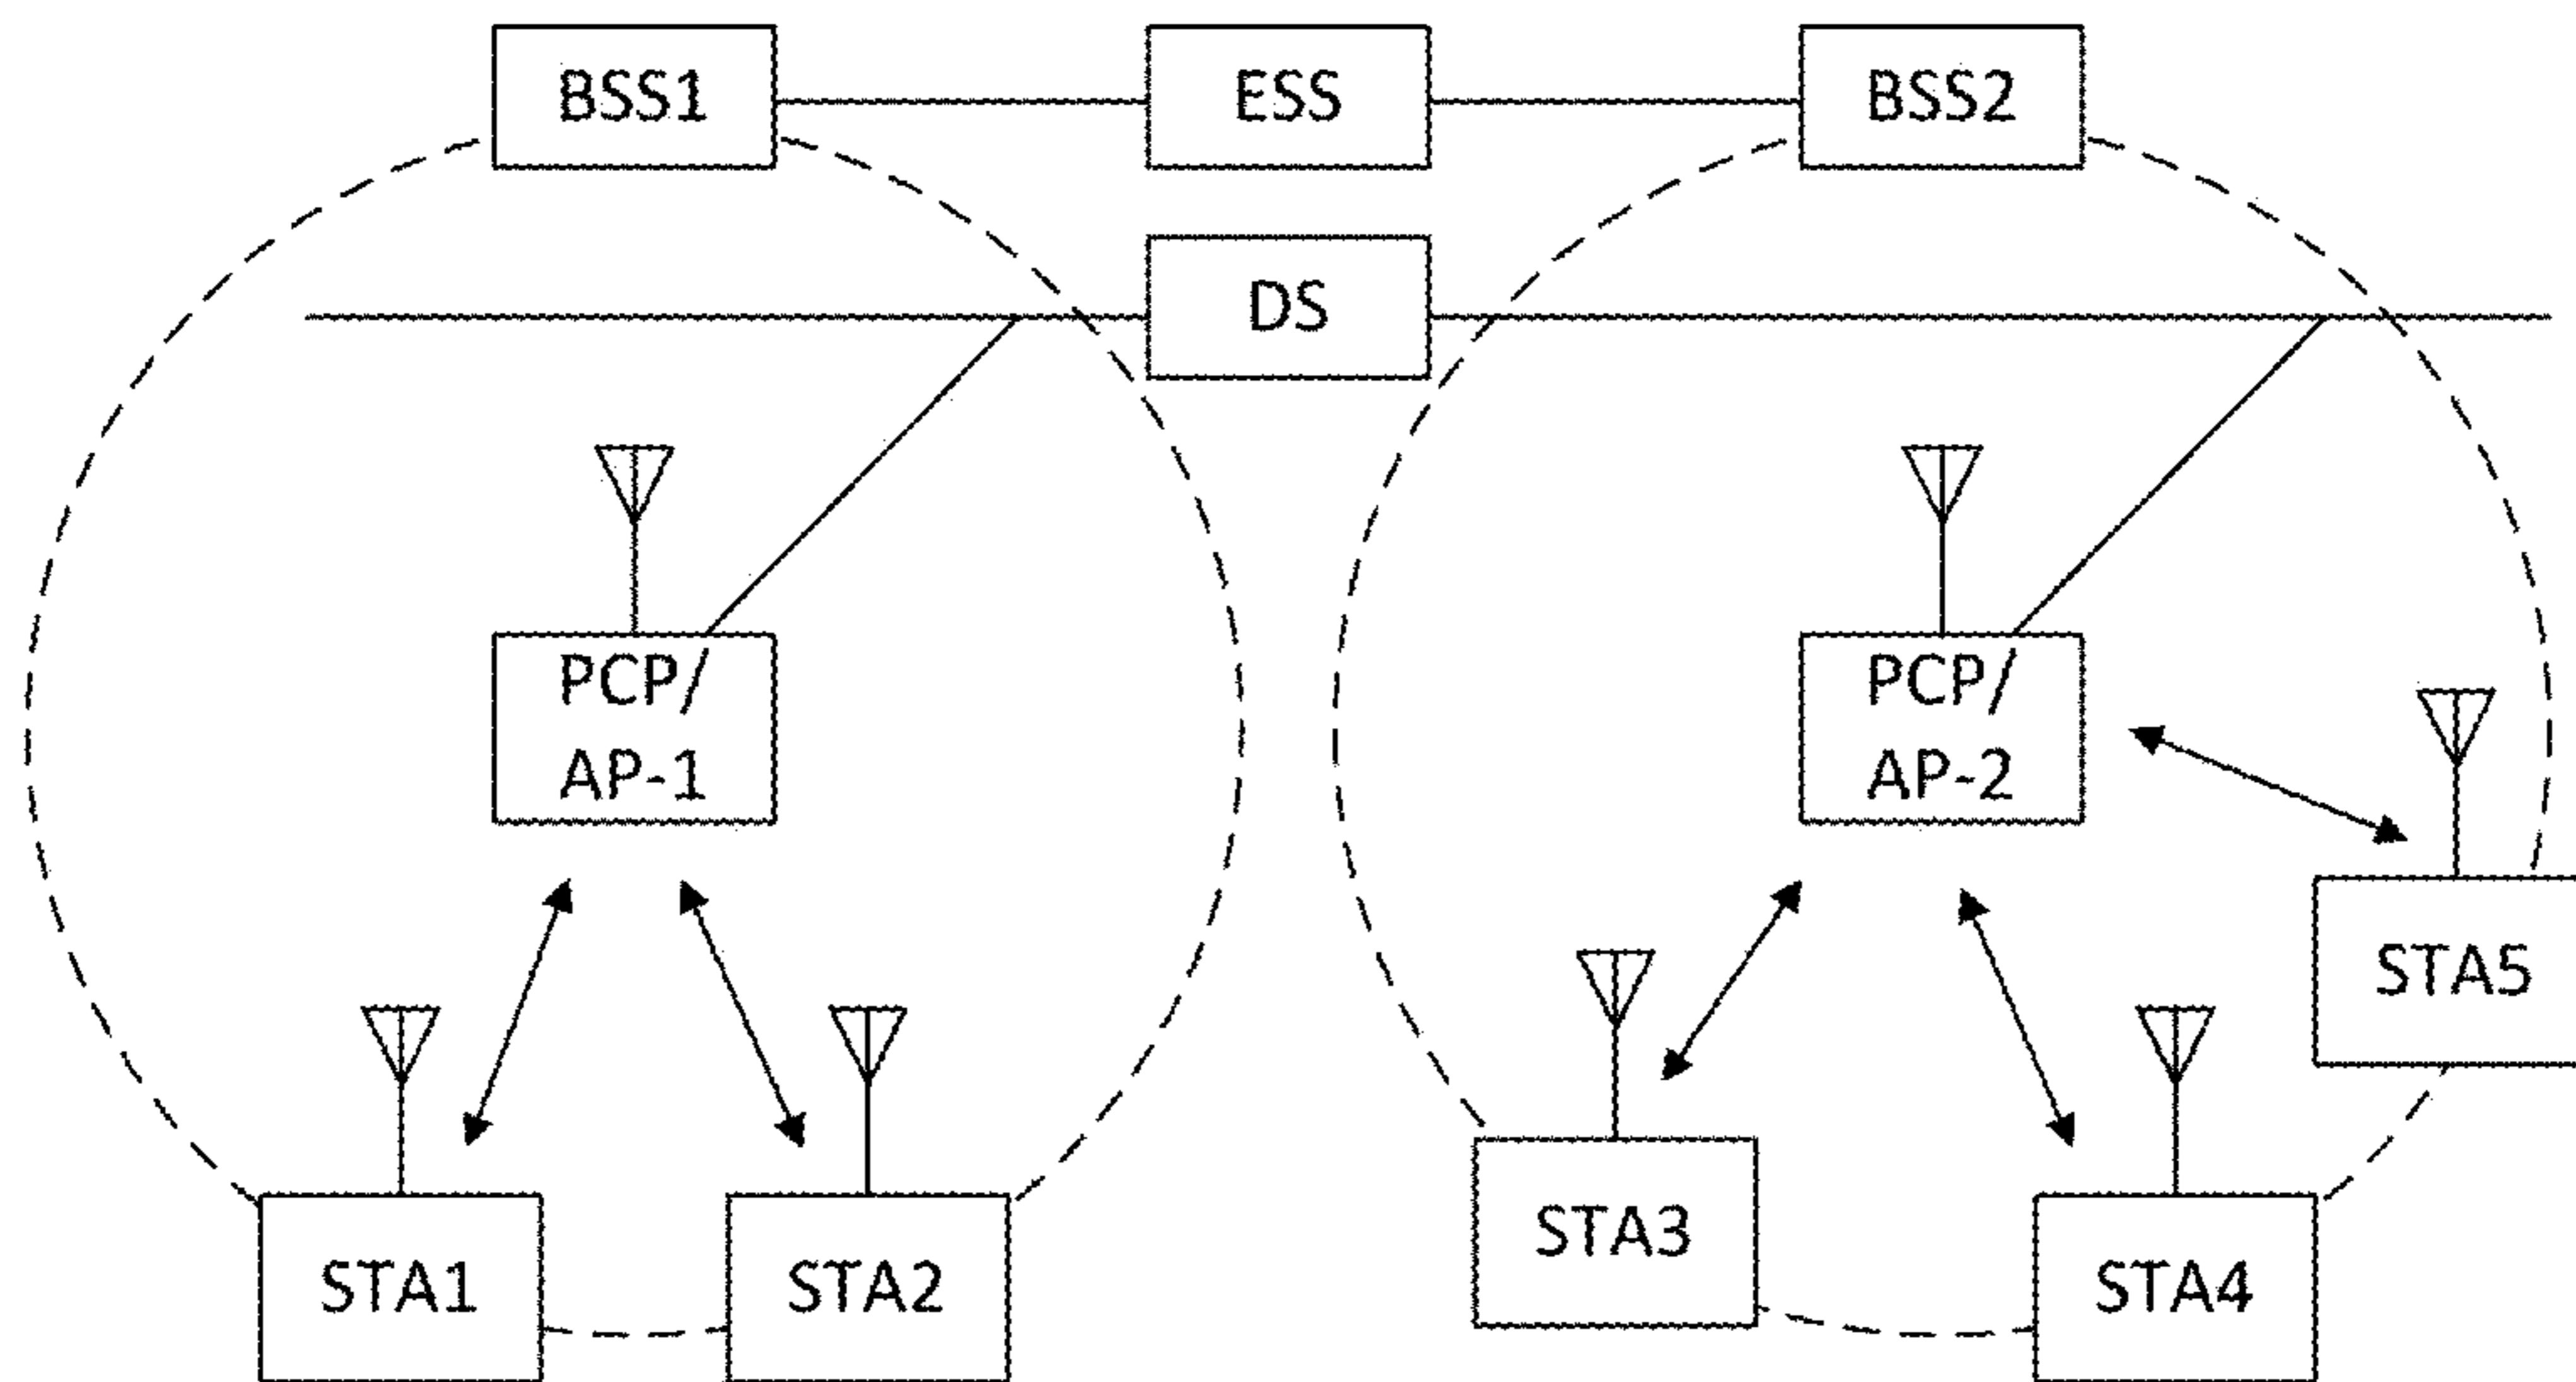 BSS1
ESS
BSS2
DS
PCP/
AP-1
PCP/
AP-2
STA5
STA3
STA1
STA2
STA4